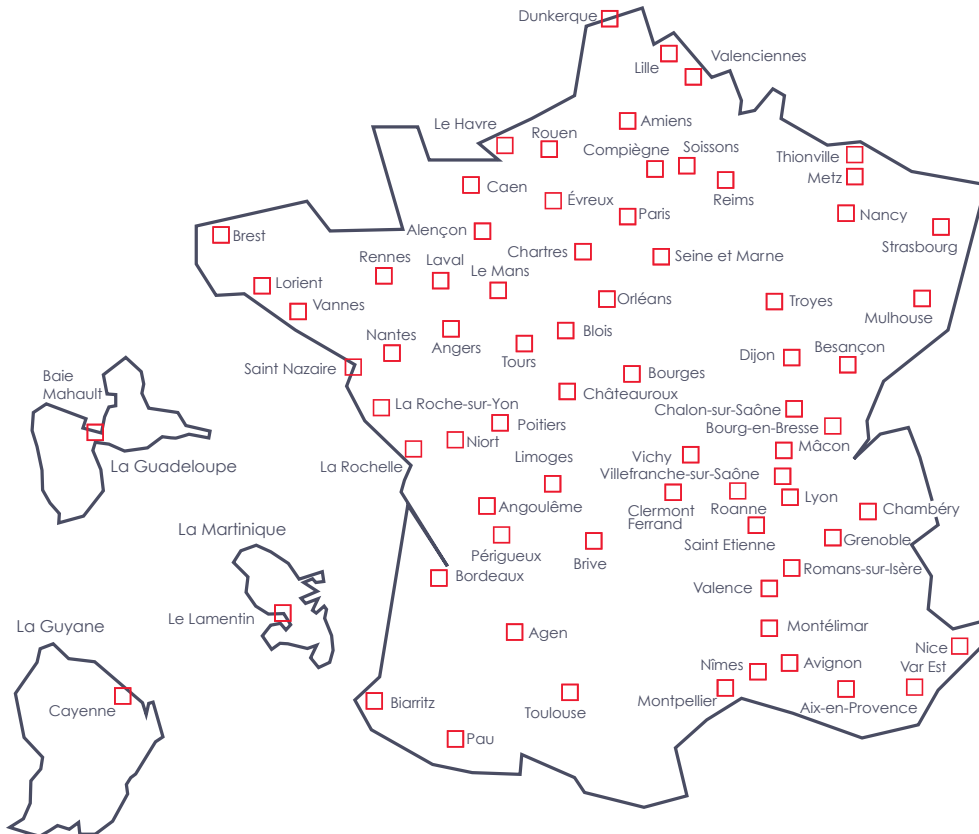 Dunkerque
Lille
Valenciennes
Le Havre
Rouen
Amiens
Compiègne
Soissons
Thionville
Metz
Caen
Évreux
Reims
Paris
Nancy
Strasbourg
Brest
Alençon
Chartres
Seine et Marne
Rennes
Laval
Le Mans
Lorient
Vannes
Orléans
Troyes
Mulhouse
Nantes
Angers
Tours
Blois
Dijon
Besançon
Saint Nazaire
Bourges
Châteauroux
Baie
Mahault
La Roche-sur-Yon
Poitiers
Chalon-sur-Saône
Bourg-en-Bresse
Niort
Mâcon
La Rochelle
Limoges
Vichy
Villefranche-sur-Saône
La Guadeloupe
Angoulême
Clermont
Ferrand
Roanne
Lyon
Chambéry
La Martinique
Périgueux
Brive
Saint Etienne
Grenoble
Bordeaux
Romans-sur-Isère
Valence
Le Lamentin
La Guyane
Agen
Montélimar
Nice
Nîmes
Avignon
Var Est
Cayenne
Biarritz
Toulouse
Montpellier
Aix-en-Provence
Pau